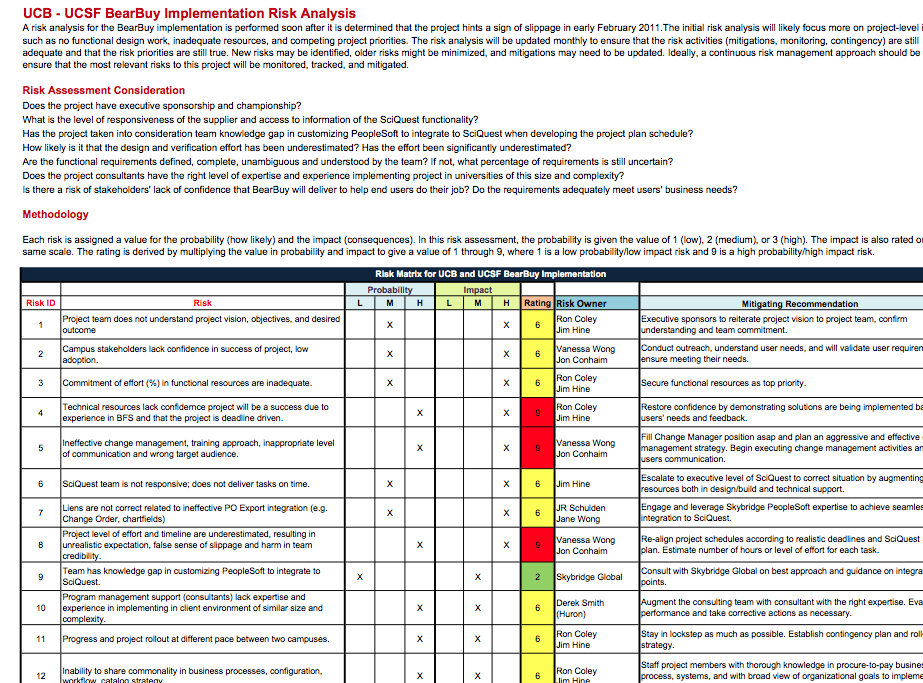 UCB - UCSF BearBuy Implementation Risk Analysis
A risk analysis for the BearBuy implementation is performed soon after it is determined that the project hints a sign of slippage in early February 2011.The initial risk analysis will likely focus more on project-level
such as no functional design work, inadequate resources, and competing project priorities. The risk analysis will be updated monthly to ensure that the risk activities (mitigations, monitoring, contingency) are still
adequate and that the risk priorities are still true. New risks may be identified, older risks might be minimized, and mitigations may need to be updated. Ideally, a continuous risk management approach should be
ensure that the most relevant risks to this project will be monitored, tracked, and mitigated.
Risk Assessment Consideration
Does the project have executive sponsorship and championship?
What is the level of responsiveness of the supplier and access to information of the SciQuest functionality?
Has the project taken into consideration team knowledge gap in customizing PeopleSoft to integrate to SciQuest when developing the project plan schedule?
How likely is it that the design and verification effort has been underestimated? Has the effort been significantly underestimated?
Are the functional requirements defined, complete, unambiguous and understood by the team? If not, what percentage of requirements is still uncertain?
Does the project consultants have the right level of expertise and experience implementing project in universities of this size and complexity?
Is there a risk of stakeholders' lack of confidence that BearBuy will deliver to help end users do their job? Do the requirements adequately meet users' business needs?
Methodology
Each risk is assigned a value for the probability (how likely) and the impact (consequences). In this risk assessment, the probability is given the value of 1 (low), 2 (medium), or 3 (high). The impact is also rated
same scale. The rating is derived by multiplying the value in probability and impact to give a value of 1 through 9, where 1 is a low probability/low impact risk and 9 is a high probability/high impact risk.
Risk Matrix for UCB and UCSF BearBuy Implementation
Probability Impact
Risk ID Risk L M H L M H Rating Risk Owner Mitigating Recommendation
1 Project team does not understand project vision, objectives, and desired
outcome X X 6 Ron Coley
Jim Hine Executive sponsors to reiterate project vision to project team, confirm
understanding and team commitment.
2 Campus stakeholders lack confidence in success of project, low
adoption. X X 6 Vanessa Wong
Jon Conhaim Conduct outreach, understand user needs, and will validate user
ensure meeting their needs.
3 Commitment of effort (%) in functional resources are inadequate. X X 6 Ron Coley
Jim Hine Secure functional resources as top priority.
4 Technical resources lack confidernce project will be a success due to
experience in BFS and that the project is deadline driven. X X 9 Ron Coley
Jim Hine Restore confidence by demonstrating solutions are being implemented
users' needs and feedback.
5 Ineffective change management, training approach, inappropriate level
of communication and wrong target audience. X X 9 Vanessa Wong
Jon Conhaim Fill Change Manager position asap and plan an aggressive and effective
management strategy. Begin executing change management activities
users communication.
6 SciQuest team is not responsive; does not deliver tasks on time. X X 6 Jim Hine Escalate to executive level of SciQuest to correct situation by augmenting
resources both in design/build and technical support.
7 Liens are not correct related to ineffective PO Export integration (e.g.
Change Order, chartfields) X X 6 JR Schulden
Jane Wong Engage and leverage Skybridge PeopleSoft expertise to achieve
integration to SciQuest.
8 Project level of effort and timeline are underestimated, resulting in
unrealistic expectation, false sense of slippage and harm in team
credibility. X X 9 Vanessa Wong
Jon Conhaim Re-align project schedules according to realistic deadlines and SciQuest
plan. Estimate number of hours or level of effort for each task.
9 Team has knowledge gap in customizing PeopleSoft to integrate to
SciQuest. X X 2 Skybridge Global Consult with Skybridge Global on best approach and guidance on
points.
10 Program management support (consultants) lack expertise and
experience in implementing in client environment of similar size and
complexity. X X 6 Derek Smith
(Huron) Augment the consulting team with consultant with the right expertise.
performance and take corrective actions as necessary.
11 Progress and project rollout at different pace between two campuses. X X 6 Ron Coley
Jim Hine Stay in lockstep as much as possible. Establish contingency plan and
strategy.
12 Inability to share commonality in business processes, configuration,
workflow, catalog strategy X X 6 Ron Coley
Jim Hine Staff project members with thorough knowledge in procure-to-pay
process, systems, and with broad view of organizational goals to